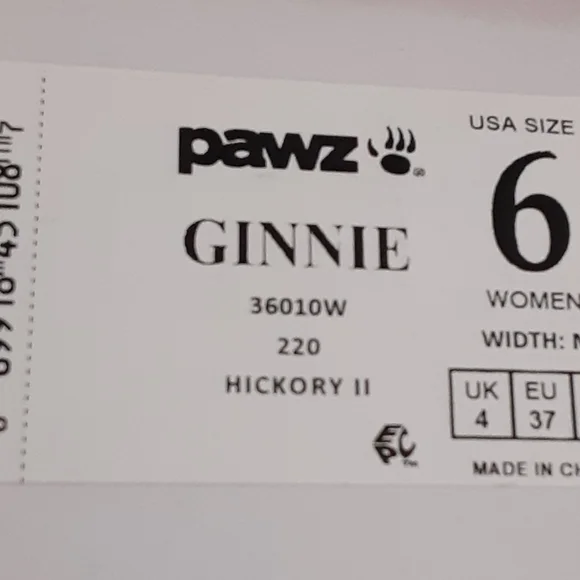 pawz
GINNIE
36010W
220
HICKORY II
USA SIZE
6
WOMEN
WIDTH:
UK EU
4 37
MADE IN CH